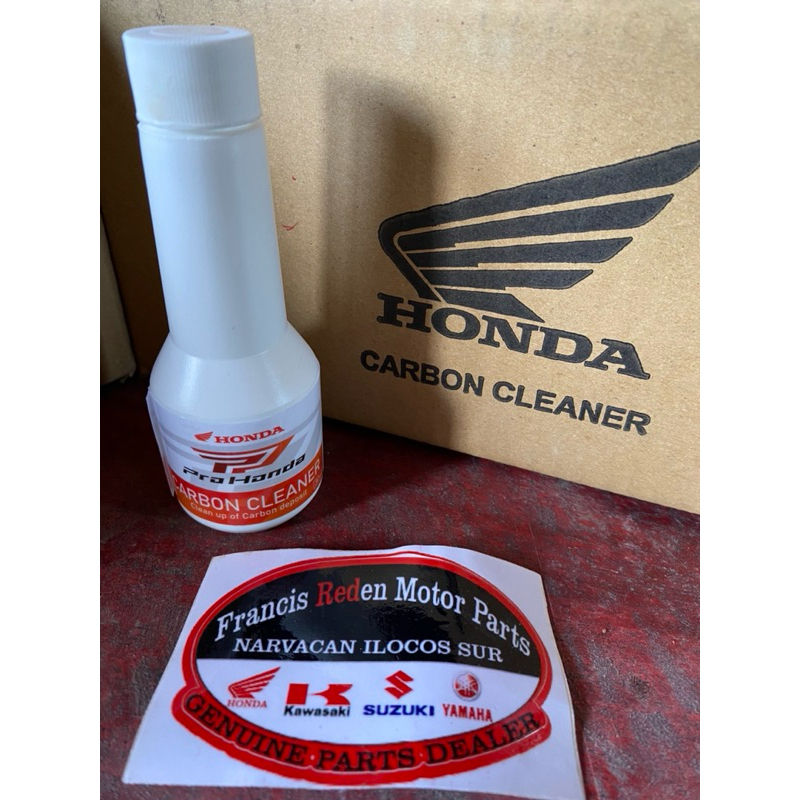 HONDA
CARBON CLEANER
HONDA
Pro Honda
CARBON CLEANER
Clean up of Carbon deposit
Francis Reden Motor Parts
NARVACAN ILOCOS SUR
HONDA
Kawasaki
SUZUKI
YAMAHA
GENUINE PARTS DEALER